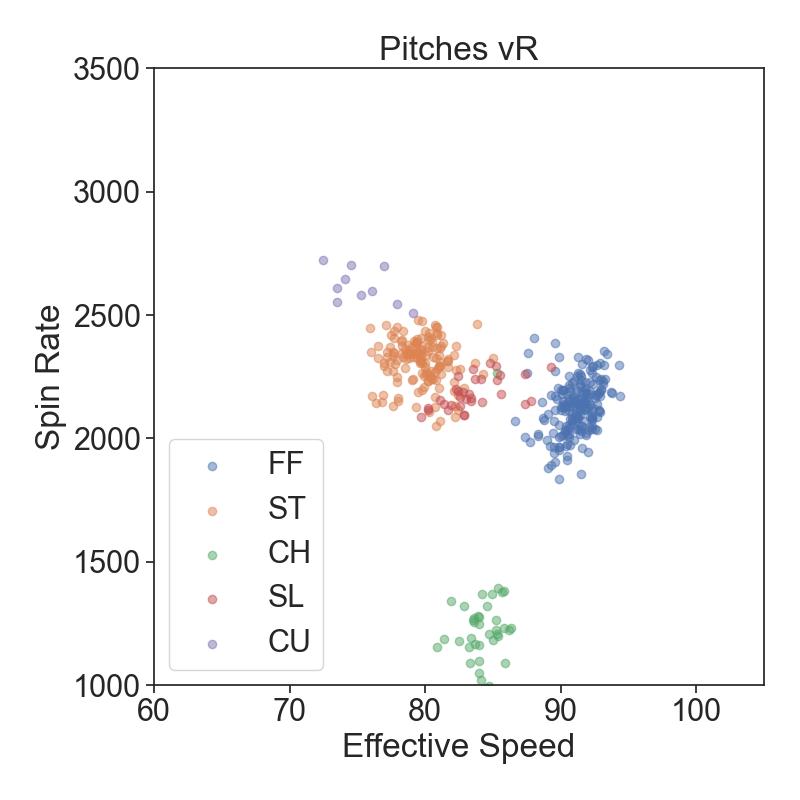 Pitches vR
3500
3000
2500
2000
1500
1000
Spin Rate
FF
ST
CH
SL
CU
60 70 80 90 100
Effective Speed